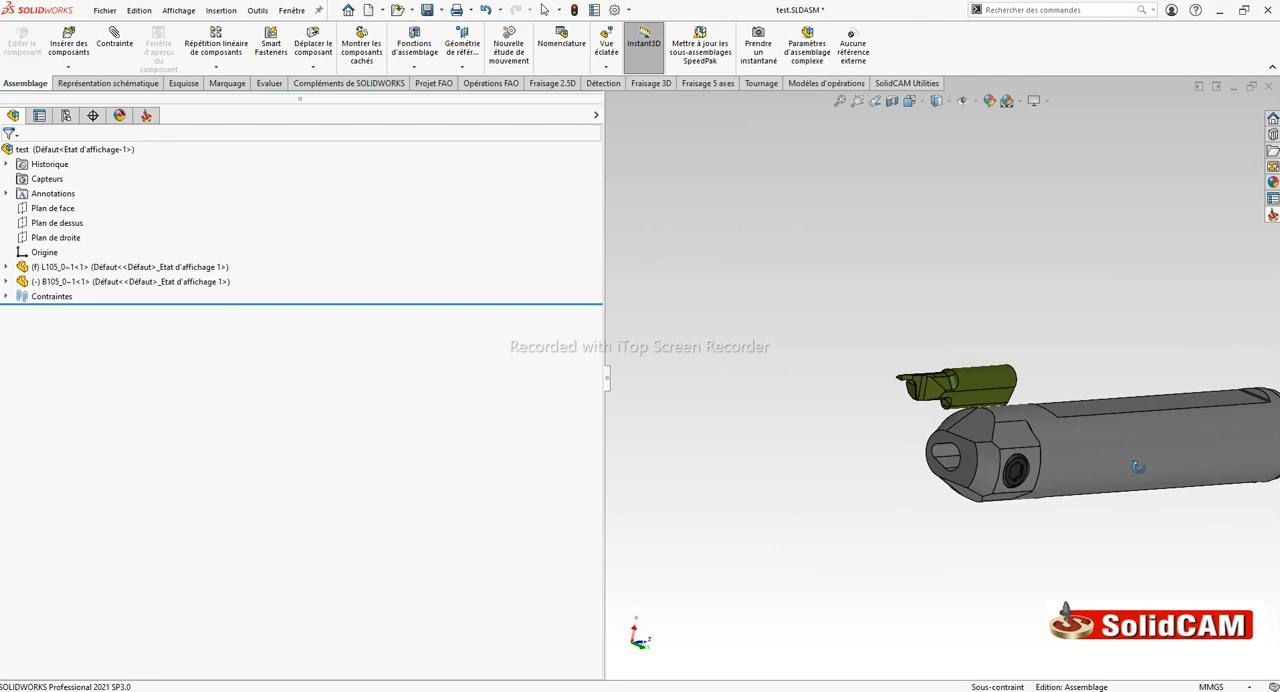 SOLIDWORKS Fichier Edition Affichage Insertion Outils Fenêtre test.SLDASM * Rechercher des commandes
Editer le composant
Insérer des composants
Contrainte
Fenêtre d'aperçu du composant
Répétition linéaire de composants
Smart Fasteners
Déplacer le composant
Montrer les composants cachés
Fonctions d'assemblage
Géométrie de référ...
Nouvelle étude de mouvement
Nomenclature
Vue éclatée
Instant3D
Mettre à jour les sous-assemblages SpeedPak
Prendre un instantané
Paramètres d'assemblage complexe
Aucune référence externe
Assemblage Représentation schématique Esquisse Marquage Evaluer Compléments de SOLIDWORKS Projet FAO Opérations FAO Fraisage 2.5D Détection Fraisage 3D Fraisage 5 axes Tournage Modèles d'opérations SolidCAM Utilities
test (Défaut<Etat d'affichage-1>)
Historique
Capteurs
Annotations
Plan de face
Plan de dessus
Plan de droite
Origine
(f) L105_0~1<1> (Défaut<<Défaut>_Etat d'affichage 1>)
(-) B105_0~1<1> (Défaut<<Défaut>_Etat d'affichage 1>)
Contraintes
Recorded with iTop Screen Recorder
SolidCAM
X
Z
Y
SOLIDWORKS Professional 2021 SP3.0 Sous-contraint Edition: Assemblage MMGS